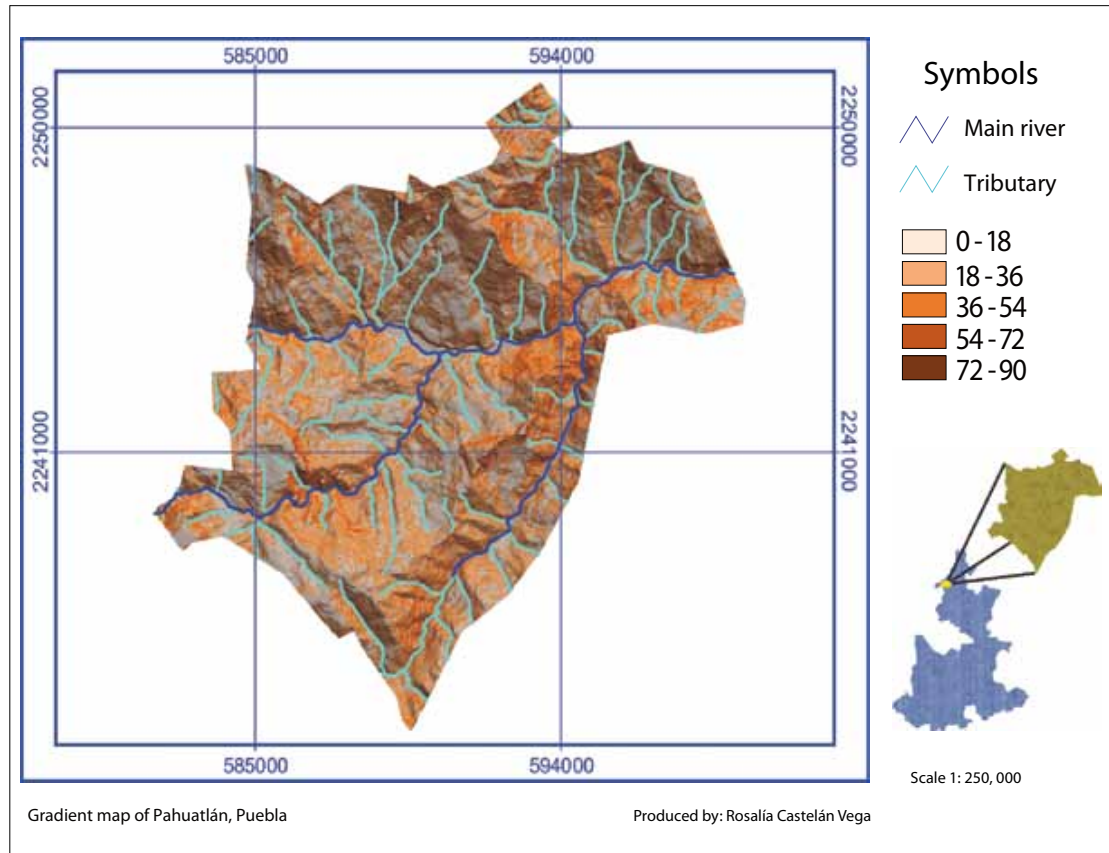 585000
594000
2250000
2250000
2241000
2241000
585000
594000
Symbols
Main river
Tributary
0 - 18
18 - 36
36 - 54
54 - 72
72 - 90
Scale 1: 250, 000
Gradient map of Pahuatlán, Puebla
Produced by: Rosalía Castelán Vega